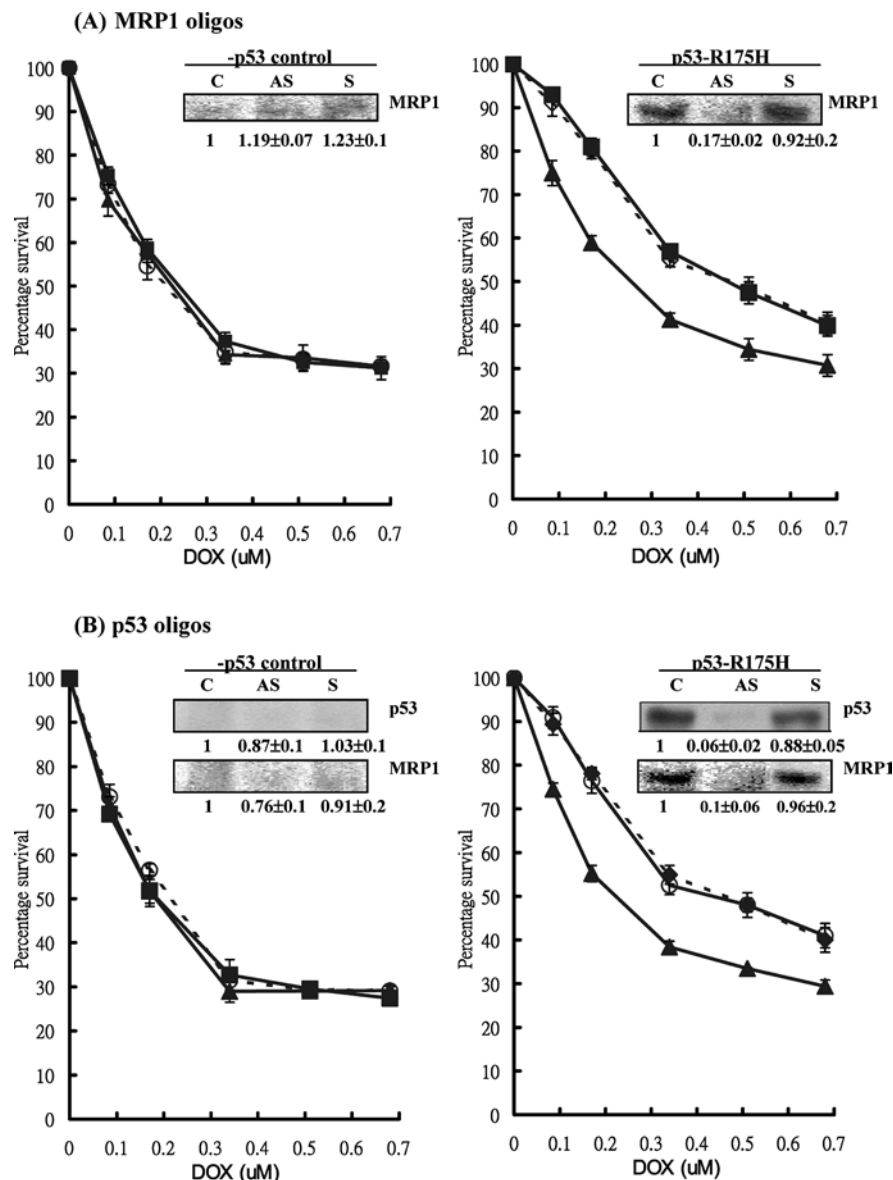 (A) MRP1 oligos
-p53 control
C AS S
MRP1
1 1.19±0.07 1.23±0.1
100
90
80
70
60
50
40
30
20
10
0
Percentage survival
0 0.1 0.2 0.3 0.4 0.5 0.6 0.7
DOX (uM)
p53-R175H
C AS S
MRP1
1 0.17±0.02 0.92±0.2
100
90
80
70
60
50
40
30
20
10
0
Percentage survival
0 0.1 0.2 0.3 0.4 0.5 0.6 0.7
DOX (uM)
(B) p53 oligos
-p53 control
C AS S
p53
1 0.87±0.1 1.03±0.1
MRP1
1 0.76±0.1 0.91±0.2
100
90
80
70
60
50
40
30
20
10
0
Percentage survival
0 0.1 0.2 0.3 0.4 0.5 0.6 0.7
DOX (uM)
p53-R175H
C AS S
p53
1 0.06±0.02 0.88±0.05
MRP1
1 0.1±0.06 0.96±0.2
100
90
80
70
60
50
40
30
20
10
0
Percentage survival
0 0.1 0.2 0.3 0.4 0.5 0.6 0.7
DOX (uM)